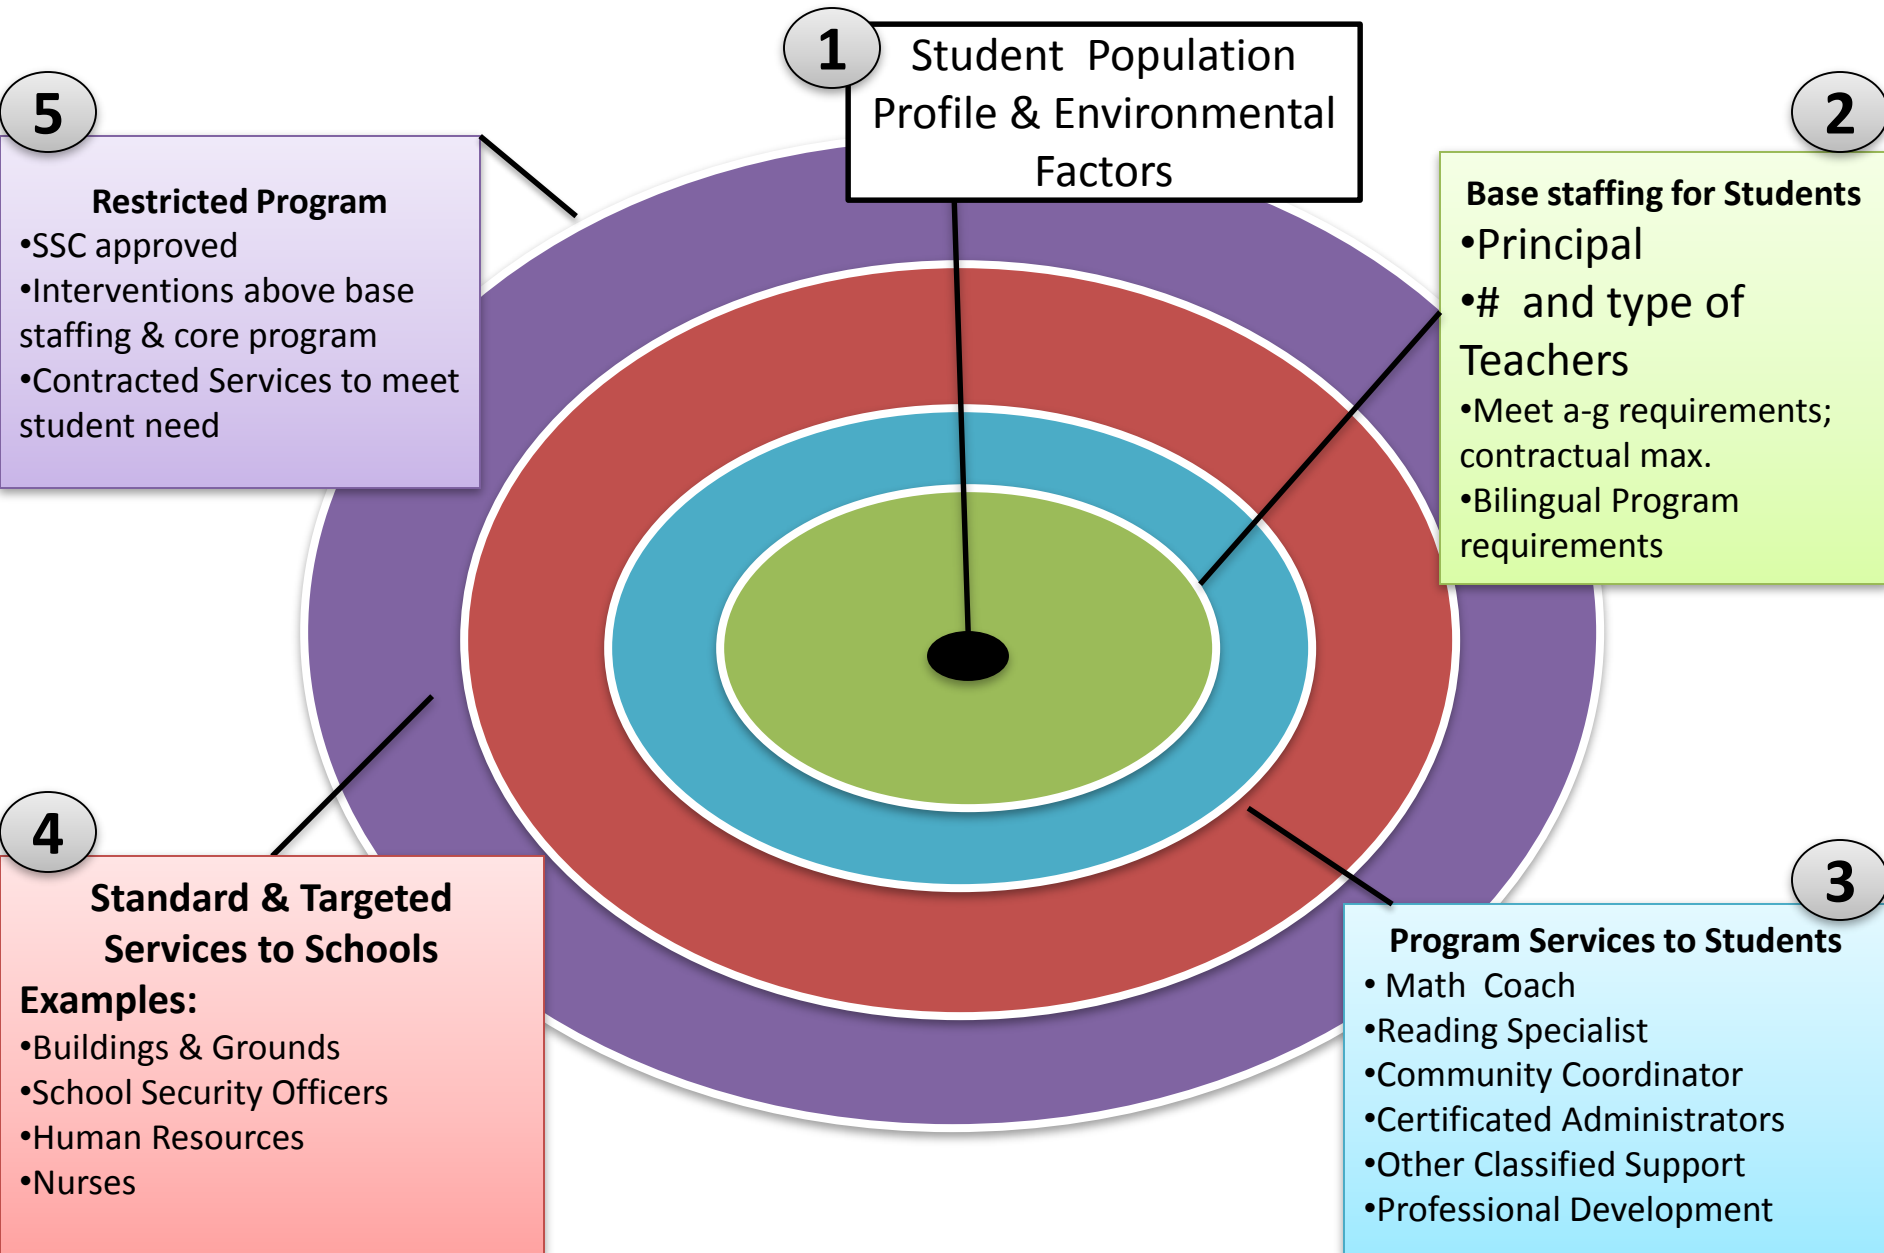 1
Student Population
Profile & Environmental
Factors
2
Base staffing for Students
•Principal
•# and type of
Teachers
•Meet a-g requirements;
contractual max.
•Bilingual Program
requirements
3
Program Services to Students
• Math Coach
•Reading Specialist
•Community Coordinator
•Certificated Administrators
•Other Classified Support
•Professional Development
4
Standard & Targeted
Services to Schools
Examples:
•Buildings & Grounds
•School Security Officers
•Human Resources
•Nurses
5
Restricted Program
•SSC approved
•Interventions above base
staffing & core program
•Contracted Services to meet
student need